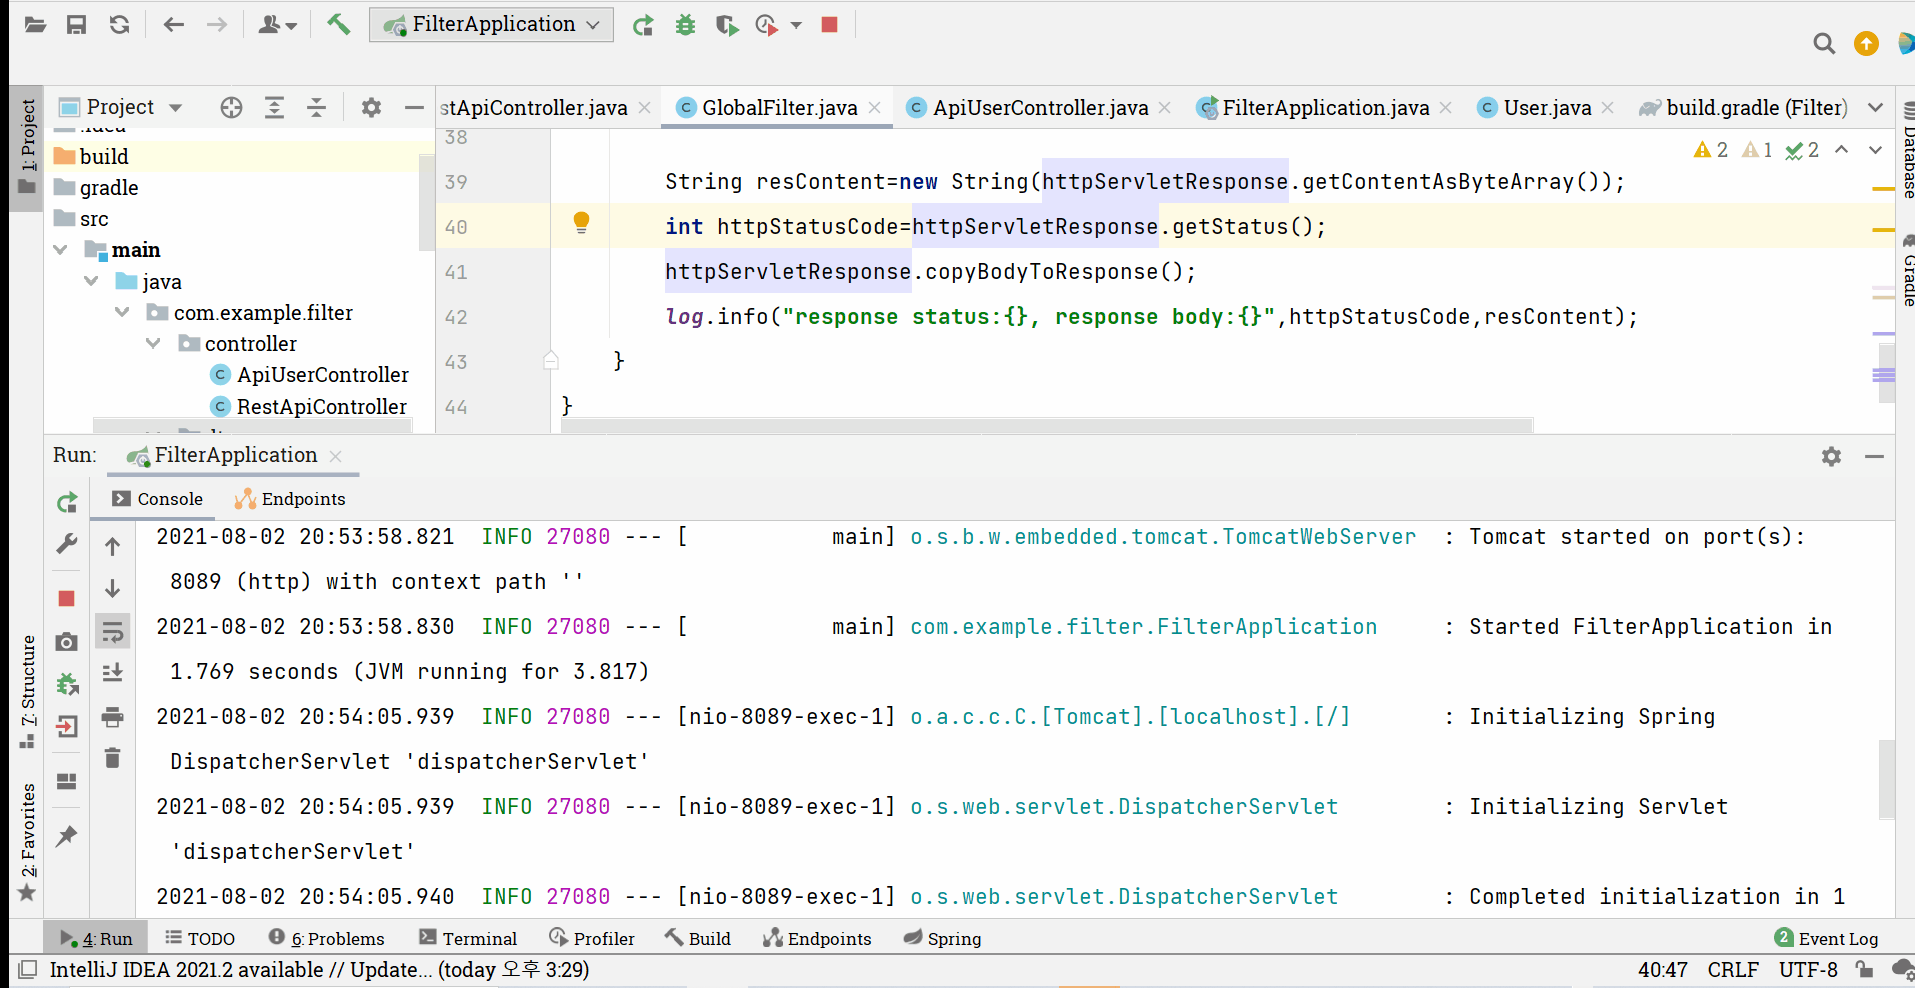 FilterApplication
Project
stApiController.java
GlobalFilter.java
ApiUserController.java
FilterApplication.java
User.java
build.gradle (Filter)
1: Project
build
gradle
src
main
java
com.example.filter
controller
ApiUserController
RestApiController
2 1 2
38
39 String resContent=new String(httpServletResponse.getContentAsByteArray());
40 int httpStatusCode=httpServletResponse.getStatus();
41 httpServletResponse.copyBodyToResponse();
42 log.info("response status:{}, response body:{}",httpStatusCode,resContent);
43 }
44 }
Database
Gradle
Run: FilterApplication
Console Endpoints
2021-08-02 20:53:58.821 INFO 27080 --- [ main] o.s.b.w.embedded.tomcat.TomcatWebServer : Tomcat started on port(s):
8089 (http) with context path ''
2021-08-02 20:53:58.830 INFO 27080 --- [ main] com.example.filter.FilterApplication : Started FilterApplication in
1.769 seconds (JVM running for 3.817)
2021-08-02 20:54:05.939 INFO 27080 --- [nio-8089-exec-1] o.a.c.c.C.[Tomcat].[localhost].[/] : Initializing Spring
DispatcherServlet 'dispatcherServlet'
2021-08-02 20:54:05.939 INFO 27080 --- [nio-8089-exec-1] o.s.web.servlet.DispatcherServlet : Initializing Servlet
'dispatcherServlet'
2021-08-02 20:54:05.940 INFO 27080 --- [nio-8089-exec-1] o.s.web.servlet.DispatcherServlet : Completed initialization in 1
7: Structure
2: Favorites
4: Run TODO 6: Problems Terminal Profiler Build Endpoints Spring 2 Event Log
IntelliJ IDEA 2021.2 available // Update... (today 오후 3:29) 40:47 CRLF UTF-8